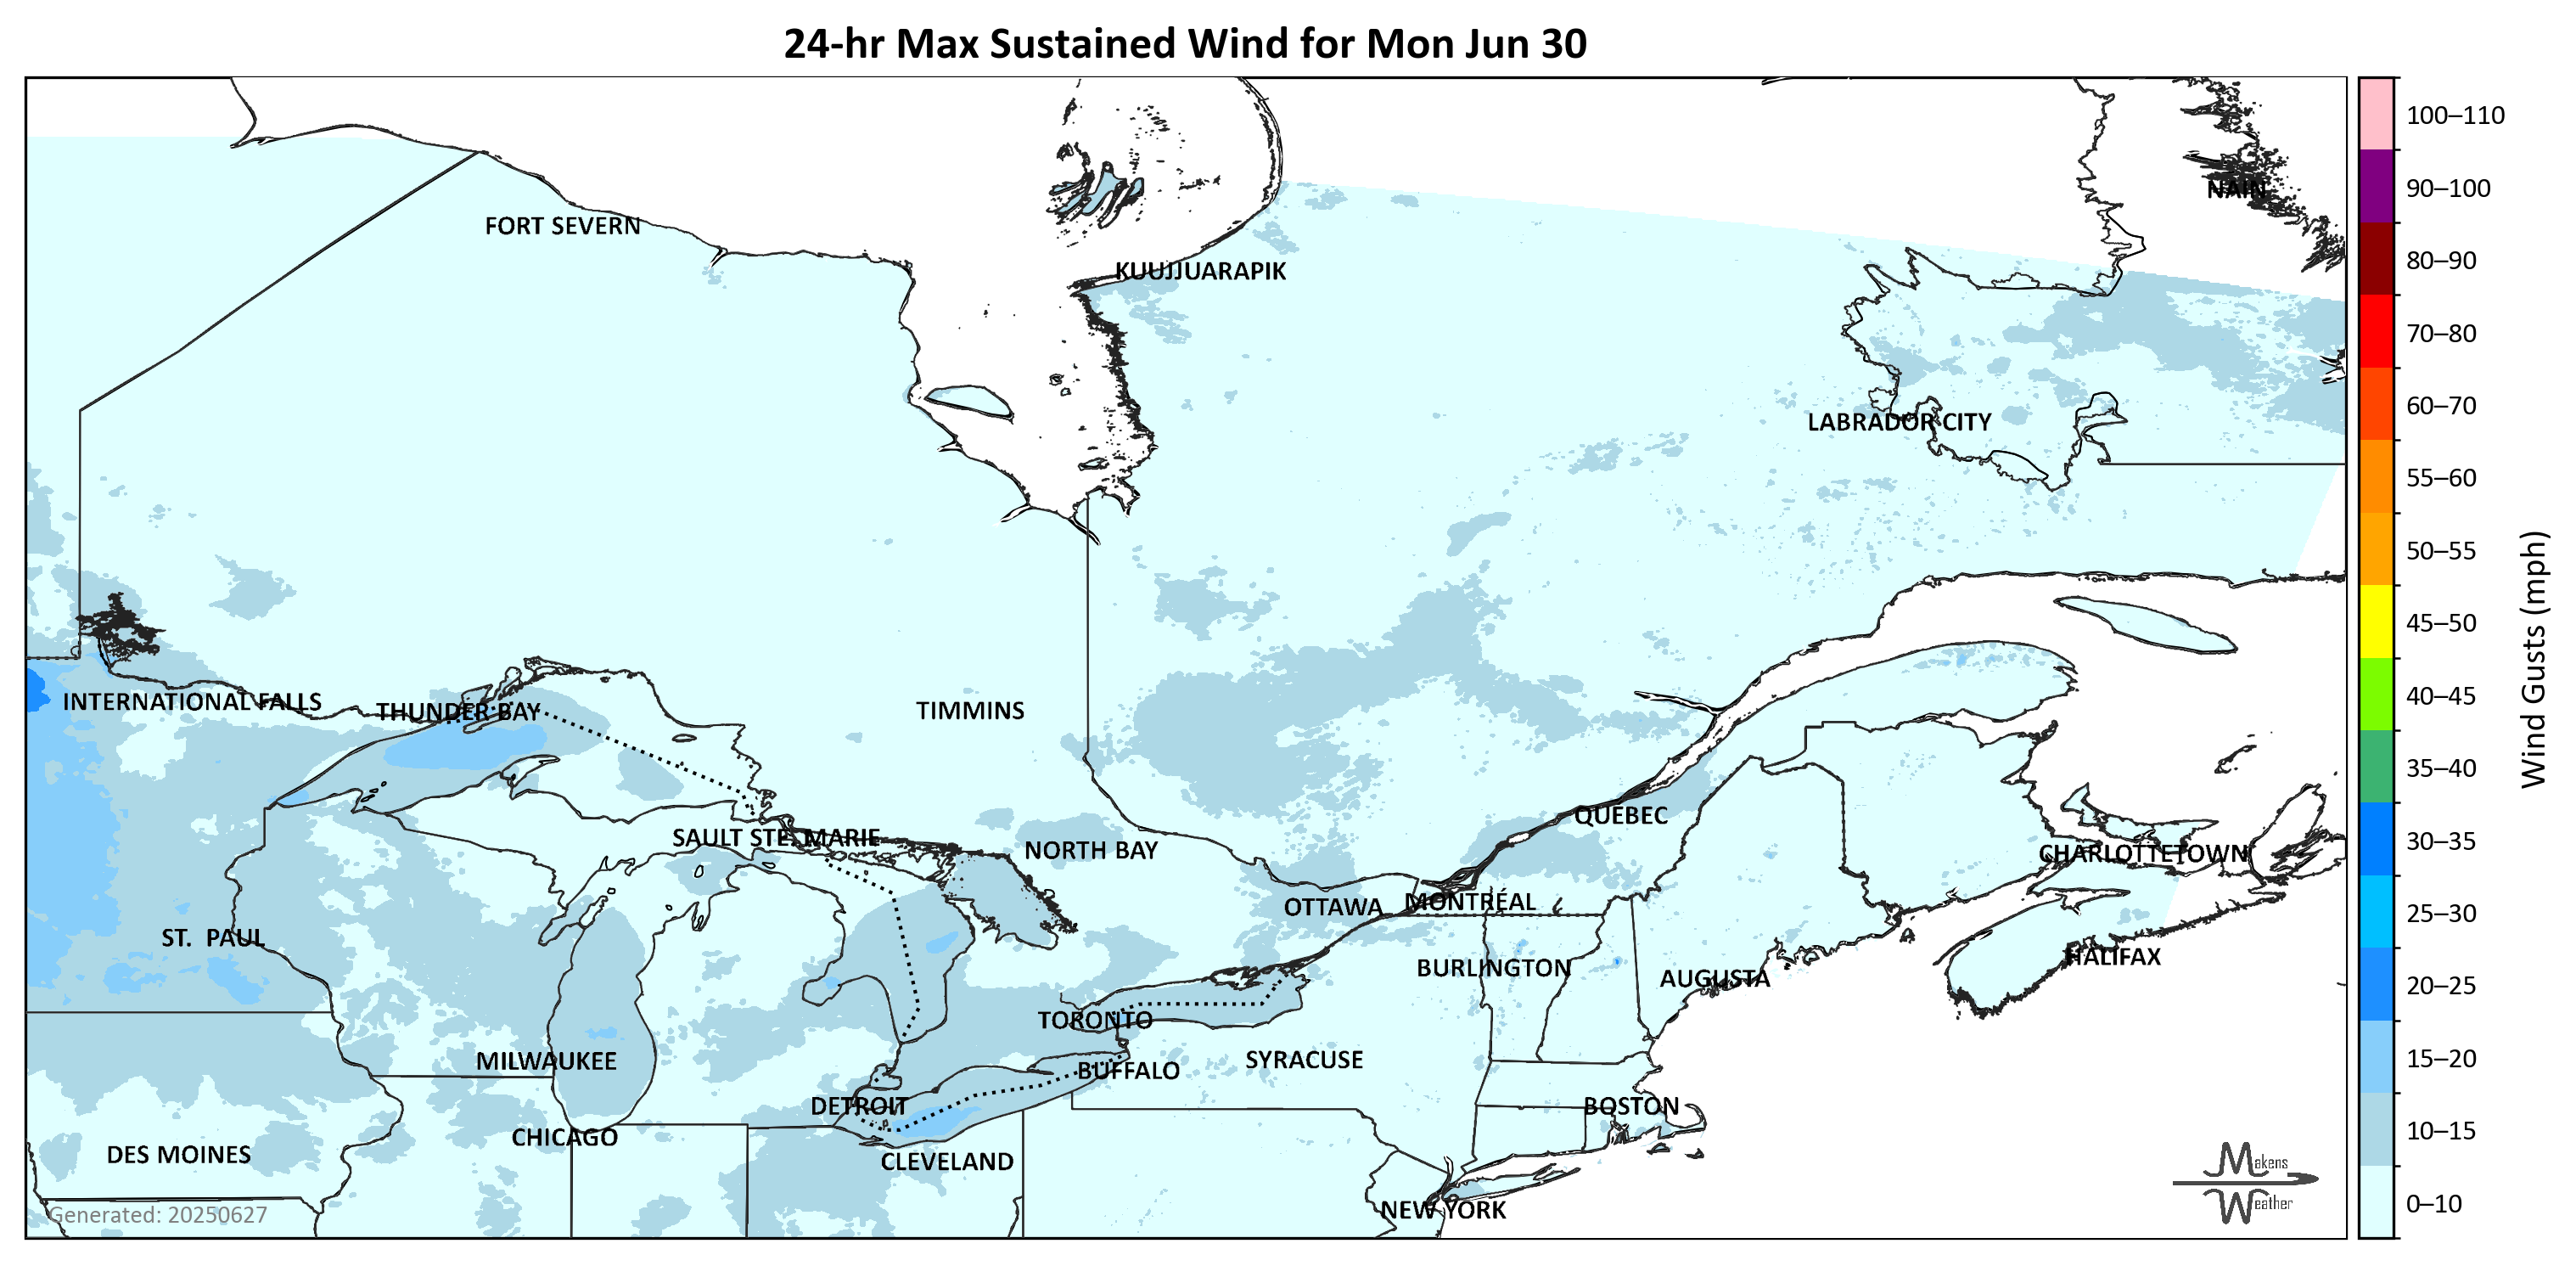 24-hr Max Sustained Wind for Mon Jun 30
100–110
90–100
80–90
70–80
60–70
55–60
50–55
45–50
40–45
35–40
30–35
25–30
20–25
15–20
10–15
0–10
Wind Gusts (mph)
NAIN
FORT SEVERN
KUUJJUARAPIK
LABRADOR CITY
INTERNATIONAL FALLS
THUNDER BAY
TIMMINS
QUÉBEC
SAULT STE. MARIE
NORTH BAY
CHARLOTTETOWN
OTTAWA
MONTRÉAL
ST. PAUL
HALIFAX
BURLINGTON
AUGUSTA
TORONTO
MILWAUKEE
SYRACUSE
BUFFALO
DETROIT
BOSTON
CHICAGO
DES MOINES
CLEVELAND
NEW YORK
Makens
Weather
Generated: 20250627